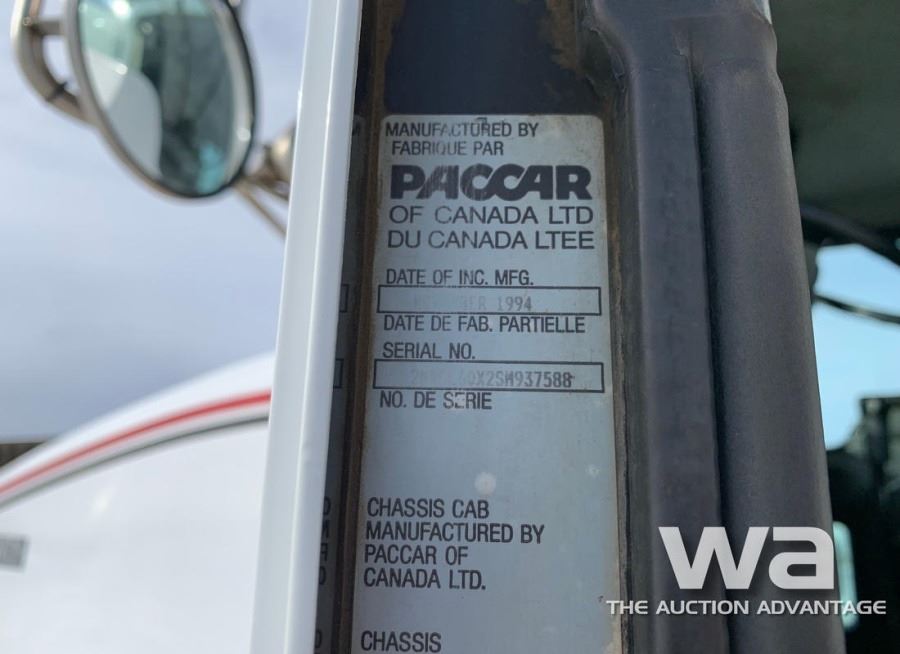 MANUFACTURED BY
FABRIQUE PAR
PACCAR
OF CANADA LTD
DU CANADA LTEE
DATE OF INC. MFG.
1994
DATE DE FAB. PARTIELLE
SERIAL NO.
NO. DE SERIE
CHASSIS CAB
MANUFACTURED BY
PACCAR OF
CANADA LTD.
CHASSIS
wa
THE AUCTION ADVANTAGE